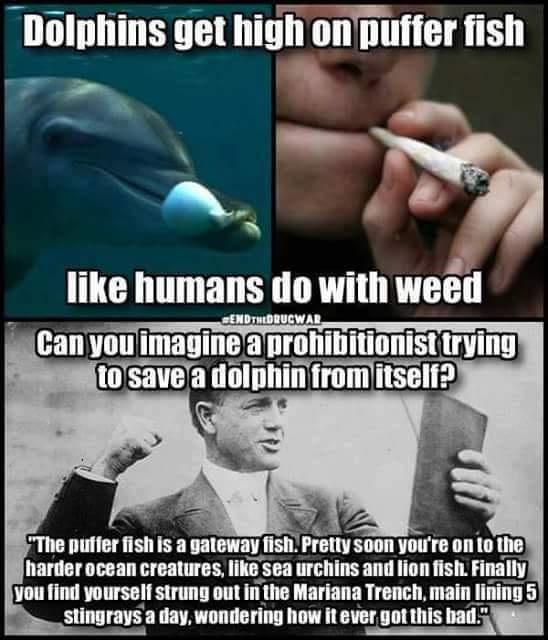 Dolphins get high on puffer fish
like humans do with weed
#ENDTHEDRUGWAR
Can you imagine a prohibitionist trying
to save a dolphin from itself?
"The puffer fish is a gateway fish. Pretty soon you're on to the
harder ocean creatures, like sea urchins and lion fish. Finally
you find yourself strung out in the Mariana Trench, main lining 5
stingrays a day, wondering how it ever got this bad."